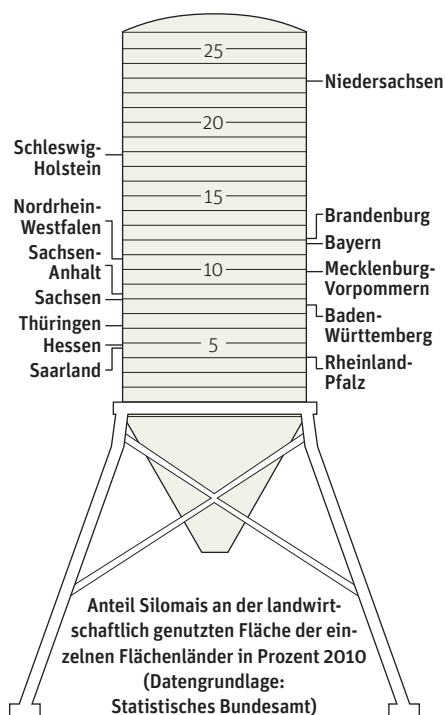 25
Niedersachsen
20
Schleswig-
Holstein
15
Nordrhein-
Westfalen
Brandenburg
Bayern
Sachsen-
Anhalt
10
Mecklenburg-
Vorpommern
Sachsen
Baden-
Württemberg
Thüringen
Hessen
5
Saarland
Rheinland-
Pfalz
Anteil Silomais an der landwirt-
schaftlich genutzten Fläche der ein-
zelnen Flächenländer in Prozent 2010
(Datengrundlage:
Statistisches Bundesamt)